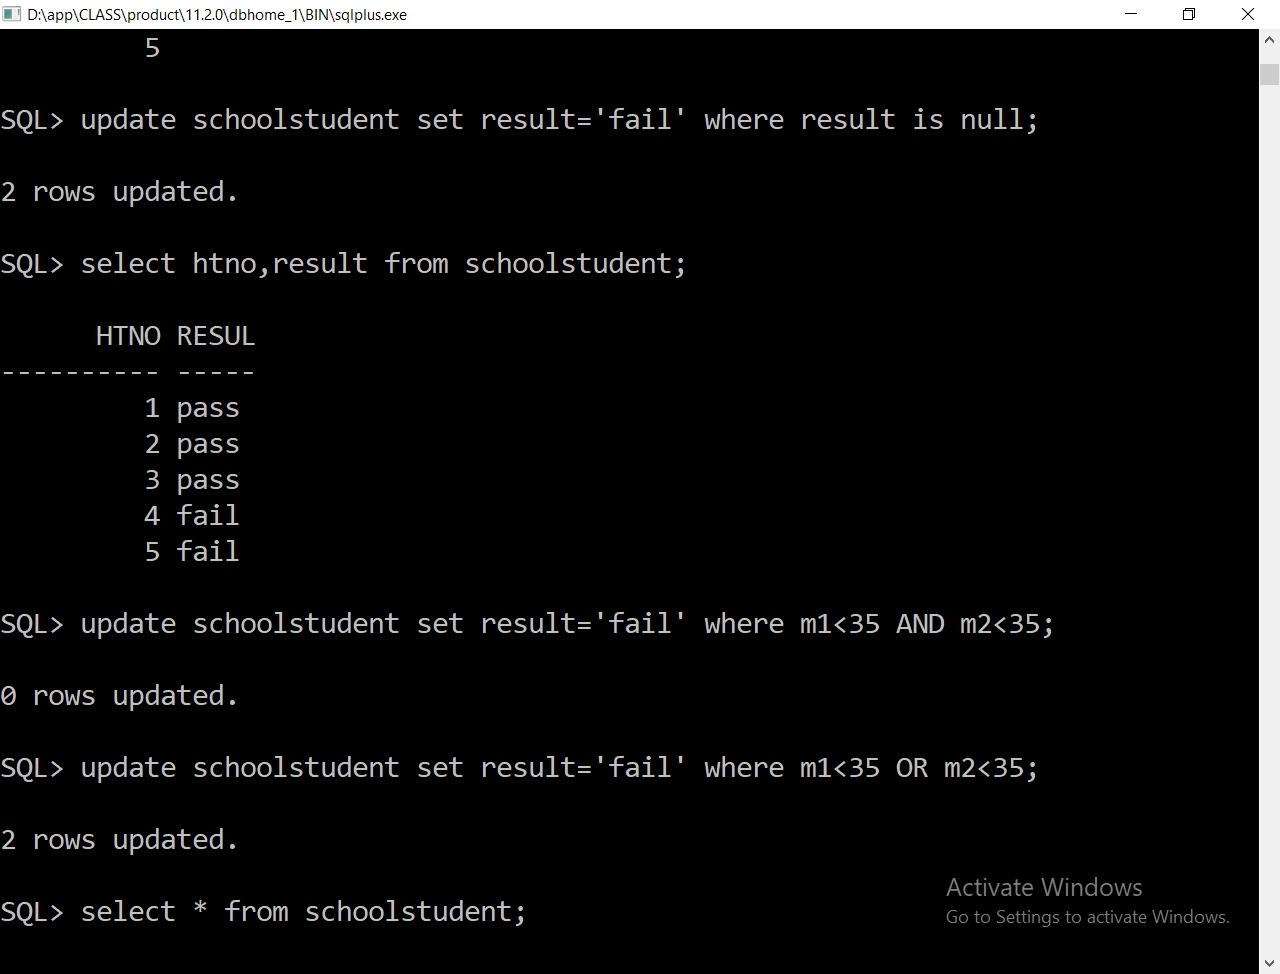 D:\app\CLASS\product\11.2.0\dbhome_1\BIN\sqlplus.exe
5
SQL> update schoolstudent set result='fail' where result is null;
2 rows updated.
SQL> select htno,result from schoolstudent;
HTNO RESUL
---------- -----
1 pass
2 pass
3 pass
4 fail
5 fail
SQL> update schoolstudent set result='fail' where m1<35 AND m2<35;
0 rows updated.
SQL> update schoolstudent set result='fail' where m1<35 OR m2<35;
2 rows updated.
SQL> select * from schoolstudent;
Activate Windows
Go to Settings to activate Windows.